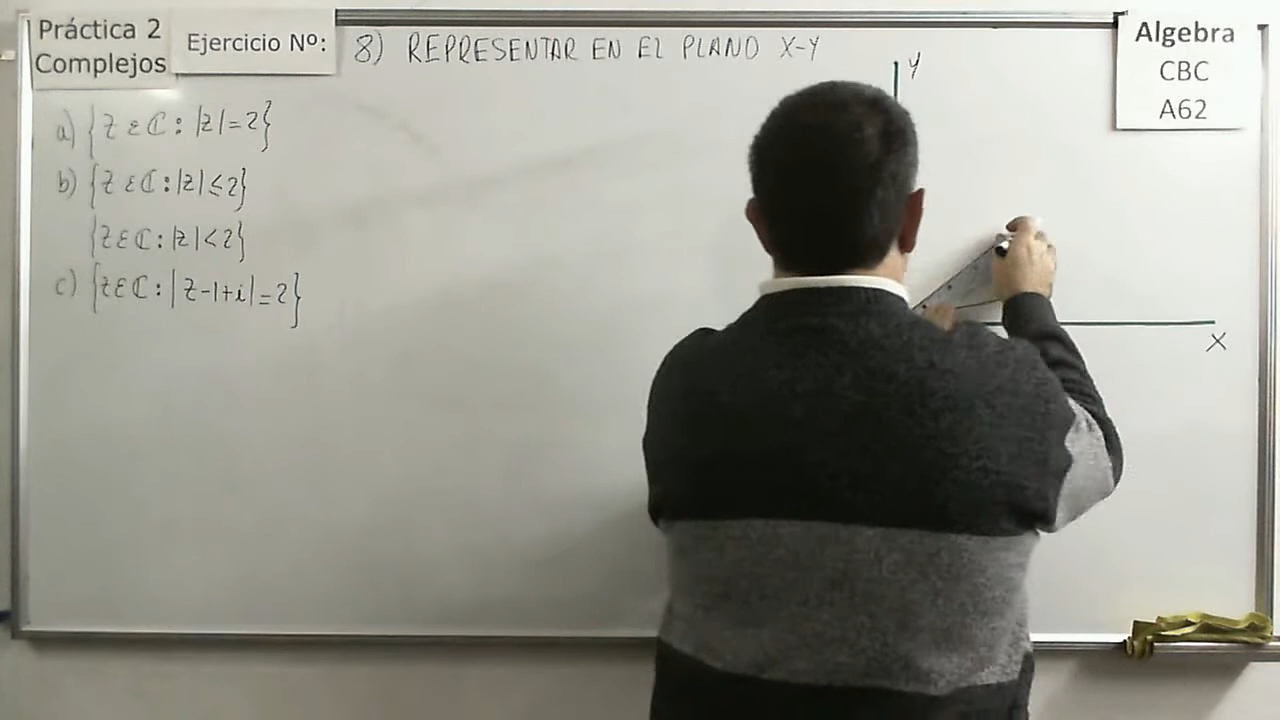 Práctica 2
Complejos
Ejercicio Nº:
8) REPRESENTAR EN EL PLANO X-Y
Algebra
CBC
A62
y
a) {Z ε ℂ : |z| = 2}
b) {Z ε ℂ : |z| ≤ 2}
{Z ε ℂ : |z| < 2}
c) {Z ε ℂ : | Z-1+i| = 2}
X